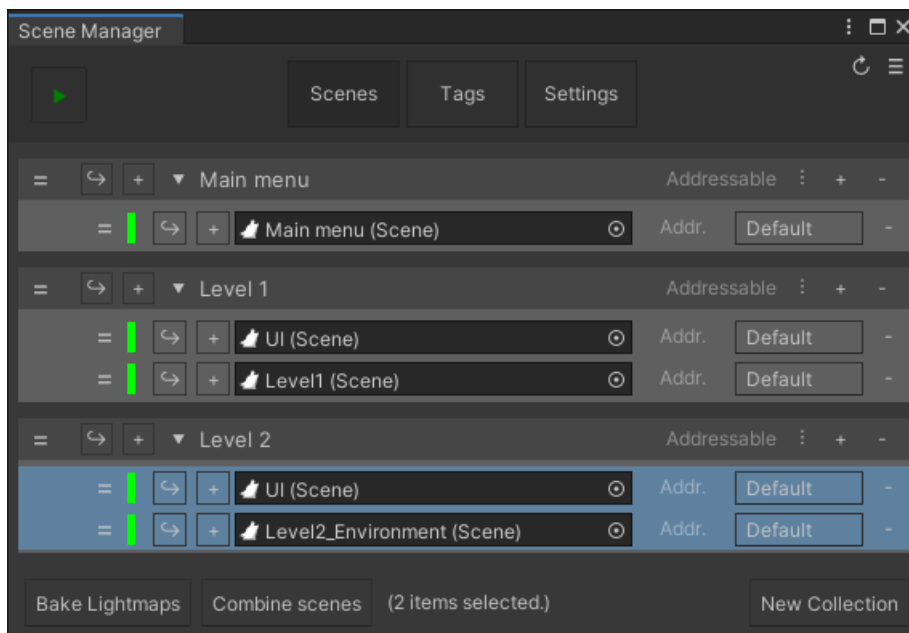 Scene Manager
Scenes Tags Settings
Main menu Addressable + -
Main menu (Scene) Addr. Default -
Level 1 Addressable + -
UI (Scene) Addr. Default -
Level1 (Scene) Addr. Default -
Level 2 Addressable + -
UI (Scene) Addr. Default -
Level2_Environment (Scene) Addr. Default -
Bake Lightmaps Combine scenes (2 items selected.) New Collection